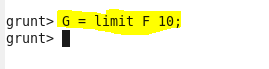 grunt> G = limit F 10;
grunt>